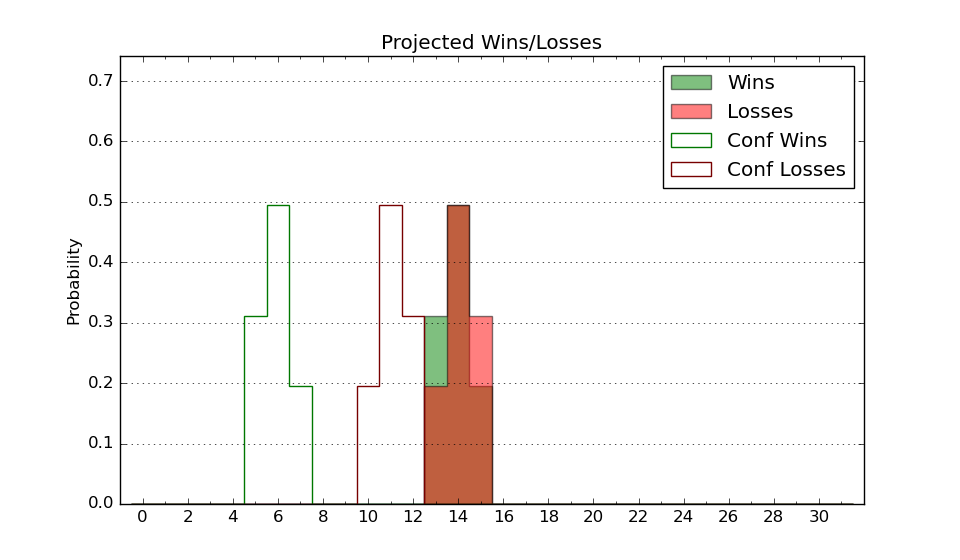 Projected Wins/Losses
Wins
Losses
Conf Wins
Conf Losses
Probability
0.7
0.6
0.5
0.4
0.3
0.2
0.1
0.0
0 2 4 6 8 10 12 14 16 18 20 22 24 26 28 30